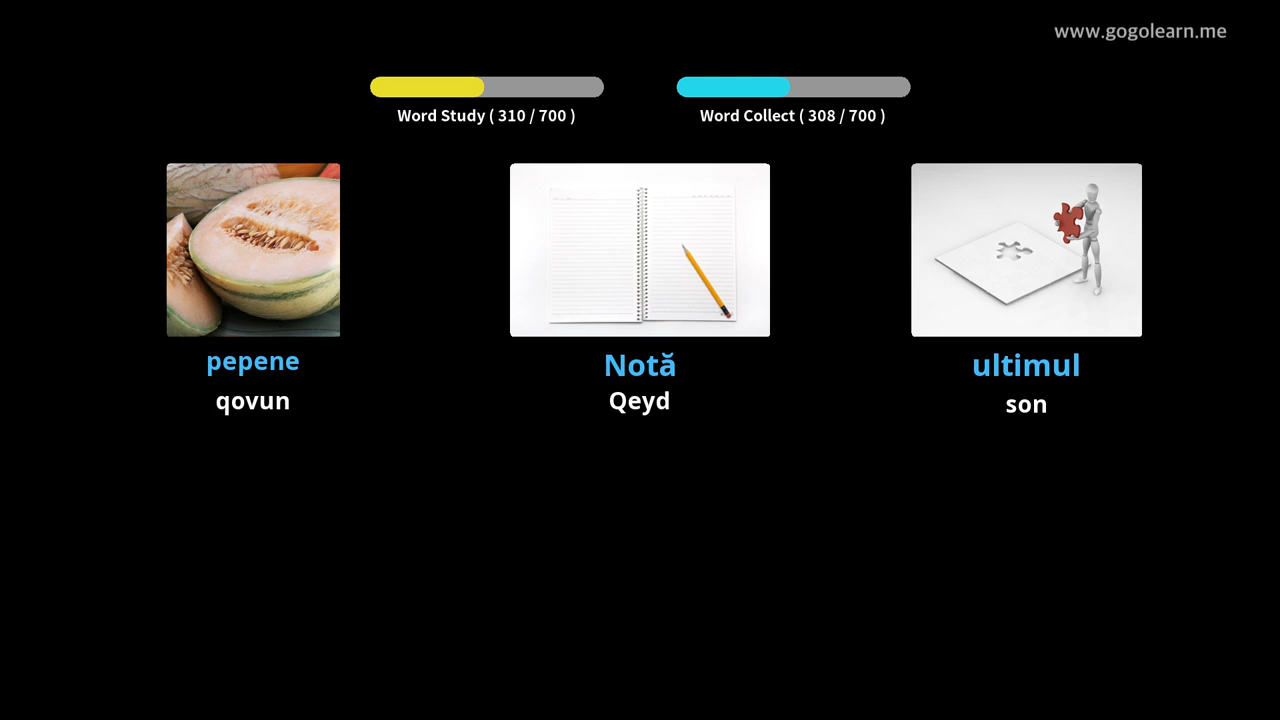 www.gogolearn.me
Word Study ( 310 / 700 )
Word Collect ( 308 / 700 )
pepene
qovun
Notă
Qeyd
ultimul
son